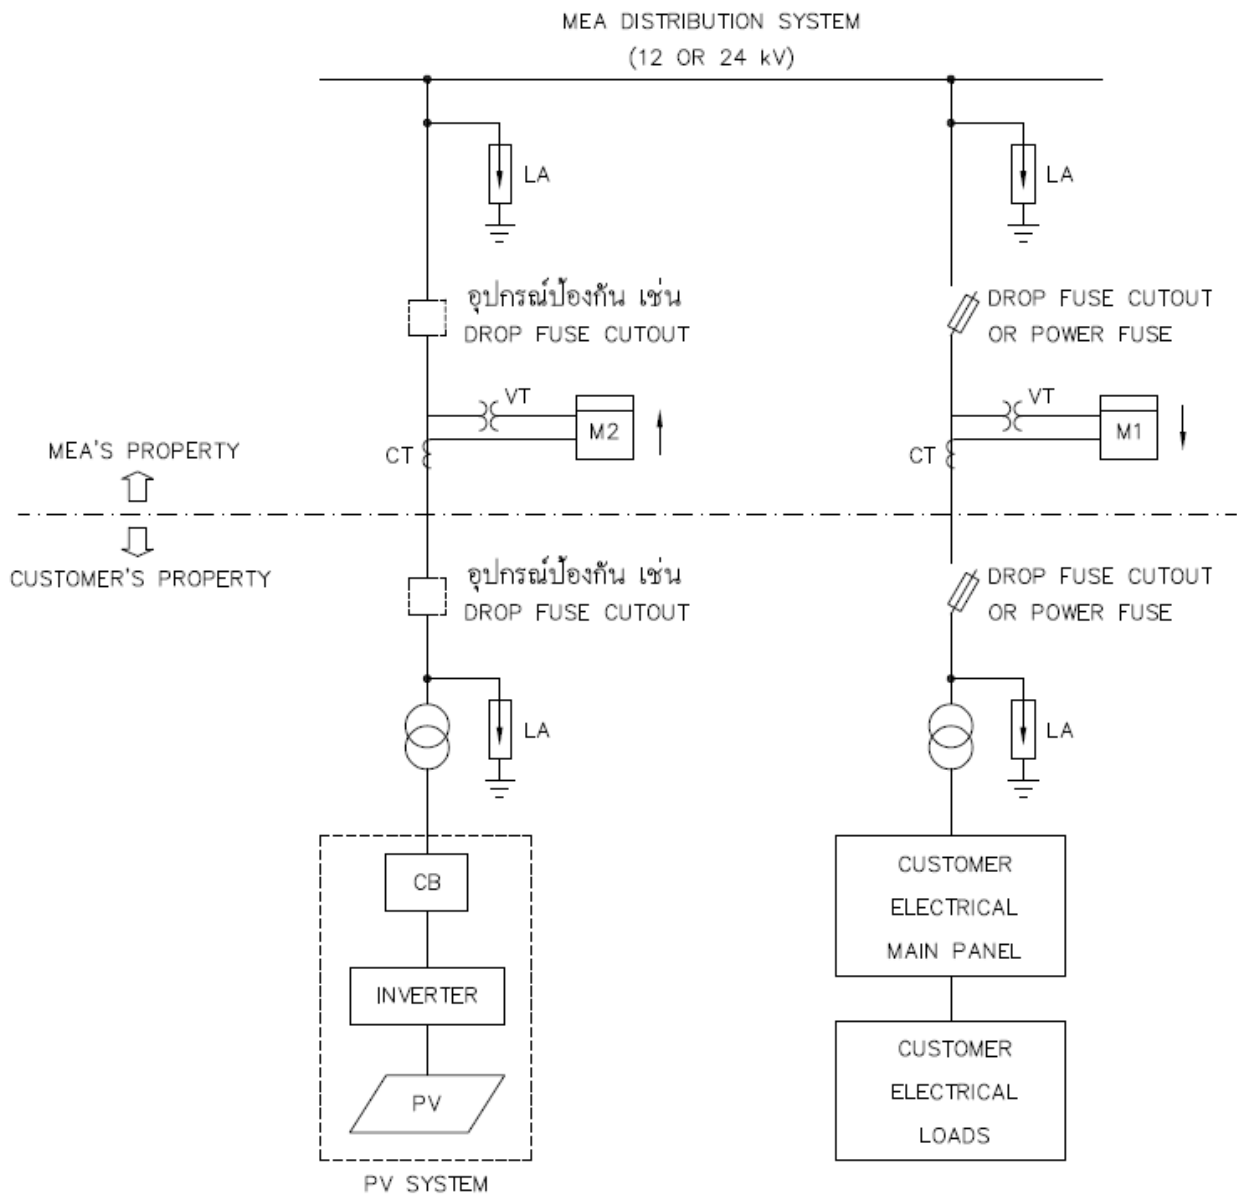 MEA DISTRIBUTION SYSTEM
(12 OR 24 kV)
LA
LA
อุปกรณ์ป้องกัน เช่น
DROP FUSE CUTOUT
DROP FUSE CUTOUT
OR POWER FUSE
VT
M2
CT
VT
M1
CT
MEA'S PROPERTY
CUSTOMER'S PROPERTY
อุปกรณ์ป้องกัน เช่น
DROP FUSE CUTOUT
DROP FUSE CUTOUT
OR POWER FUSE
LA
LA
CB
INVERTER
PV
PV SYSTEM
CUSTOMER
ELECTRICAL
MAIN PANEL
CUSTOMER
ELECTRICAL
LOADS